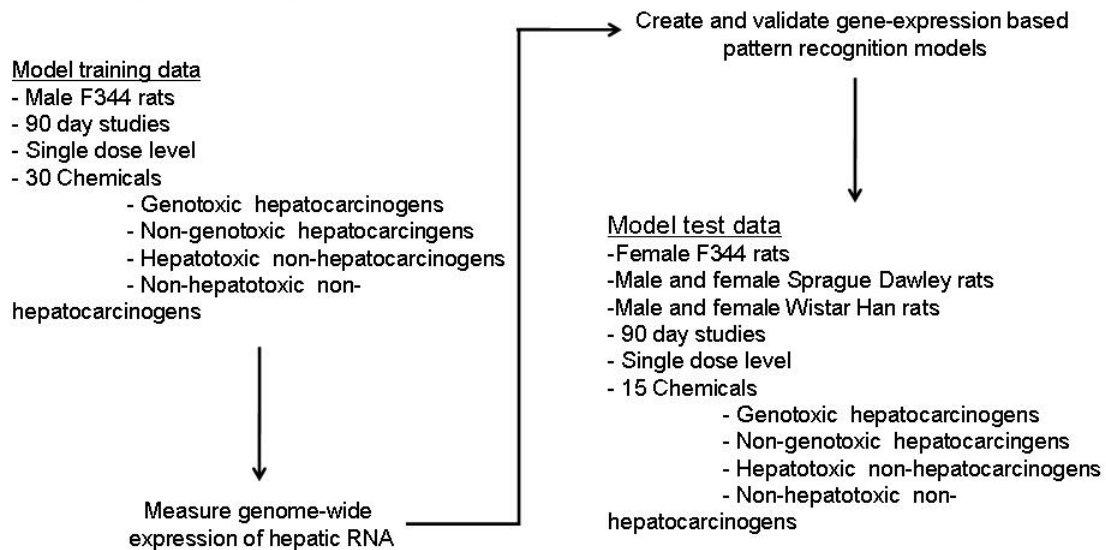 Model training data
- Male F344 rats
- 90 day studies
- Single dose level
- 30 Chemicals
- Genotoxic hepatocarcinogens
- Non-genotoxic hepatocarcingens
- Hepatotoxic non-hepatocarcinogens
- Non-hepatotoxic non-
hepatocarcinogens
Measure genome-wide
expression of hepatic RNA
Create and validate gene-expression based
pattern recognition models
Model test data
-Female F344 rats
-Male and female Sprague Dawley rats
-Male and female Wistar Han rats
- 90 day studies
- Single dose level
- 15 Chemicals
- Genotoxic hepatocarcinogens
- Non-genotoxic hepatocarcingens
- Hepatotoxic non-hepatocarcinogens
- Non-hepatotoxic non-
hepatocarcinogens